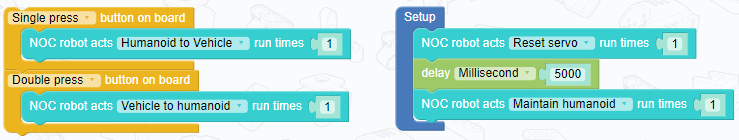 Single press button on board
NOC robot acts Humanoid to Vehicle run times 1
Double press button on board
NOC robot acts Vehicle to humanoid run times 1
Setup
NOC robot acts Reset servo run times 1
delay Millisecond 5000
NOC robot acts Maintain humanoid run times 1